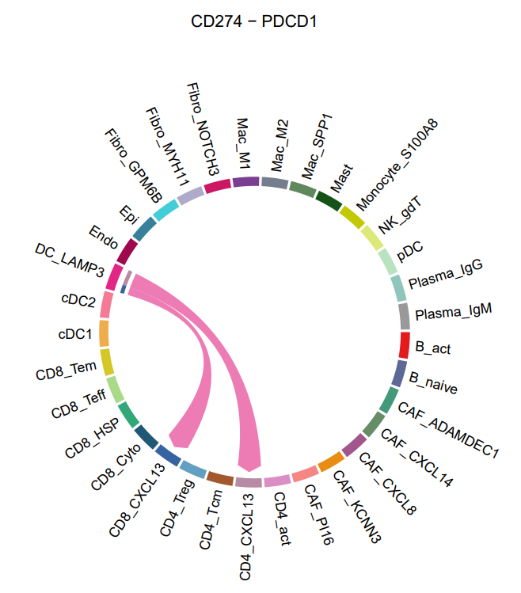 CD274 − PDCD1
Mac_M1
Mac_M2
Mac_SPP1
Mast
Monocyte_S100A8
NK_gdT
pDC
Plasma_IgG
Plasma_IgM
B_act
B_naive
CAF_ADAMDEC1
CAF_CXCL14
CAF_CXCL8
CAF_KCNN3
CAF_PI16
CD4_act
CD4_CXCL13
CD4_Tcm
CD4_Treg
CD8_CXCL13
CD8_Cyto
CD8_HSP
CD8_Teff
CD8_Tem
cDC1
cDC2
DC_LAMP3
Endo
Epi
Fibro_GPM6B
Fibro_MYH11
Fibro_NOTCH3